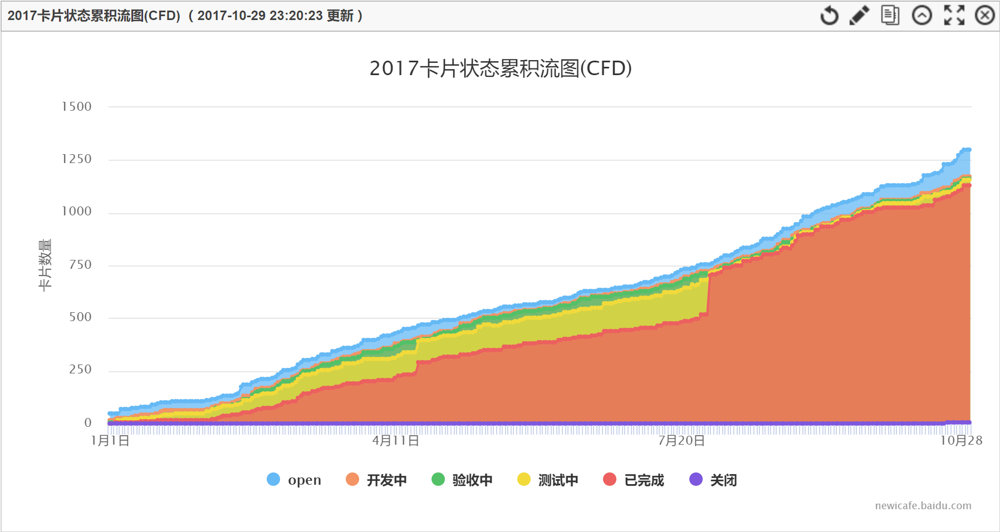 2017卡片状态累积流图(CFD) ( 2017-10-29 23:20:23 更新 )
2017卡片状态累积流图(CFD)
卡片数量
1500
1250
1000
750
500
250
0
1月1日 4月11日 7月20日 10月28
open 开发中 验收中 测试中 已完成 关闭
newicafe.baidu.com